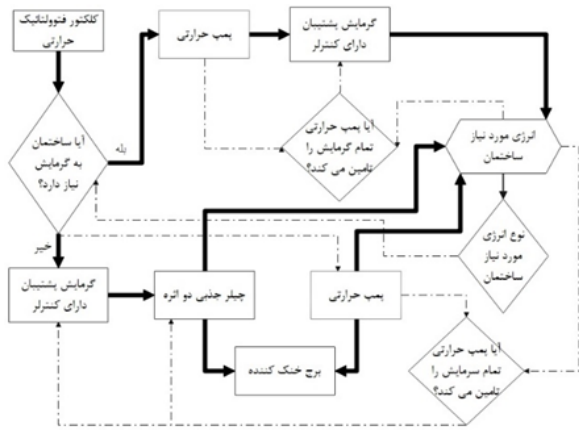 کلکتور فتوولتائیک
حرارتی
پمپ حرارتی
گرمایش پشتیبان
دارای کنترلر
آیا ساختمان
به گرمایش
نیاز دارد؟
بله
آیا پمپ حرارتی
تمام گرمایش را
تامین می کند؟
انرژی مورد نیاز
ساختمان
نوع انرژی
مورد نیاز
ساختمان
خیر
گرمایش پشتیبان
دارای کنترلر
چیلر جذبی دو اثره
پمپ حرارتی
برج خنک کننده
آیا پمپ حرارتی
تمام سرمایش را
تامین می کند؟